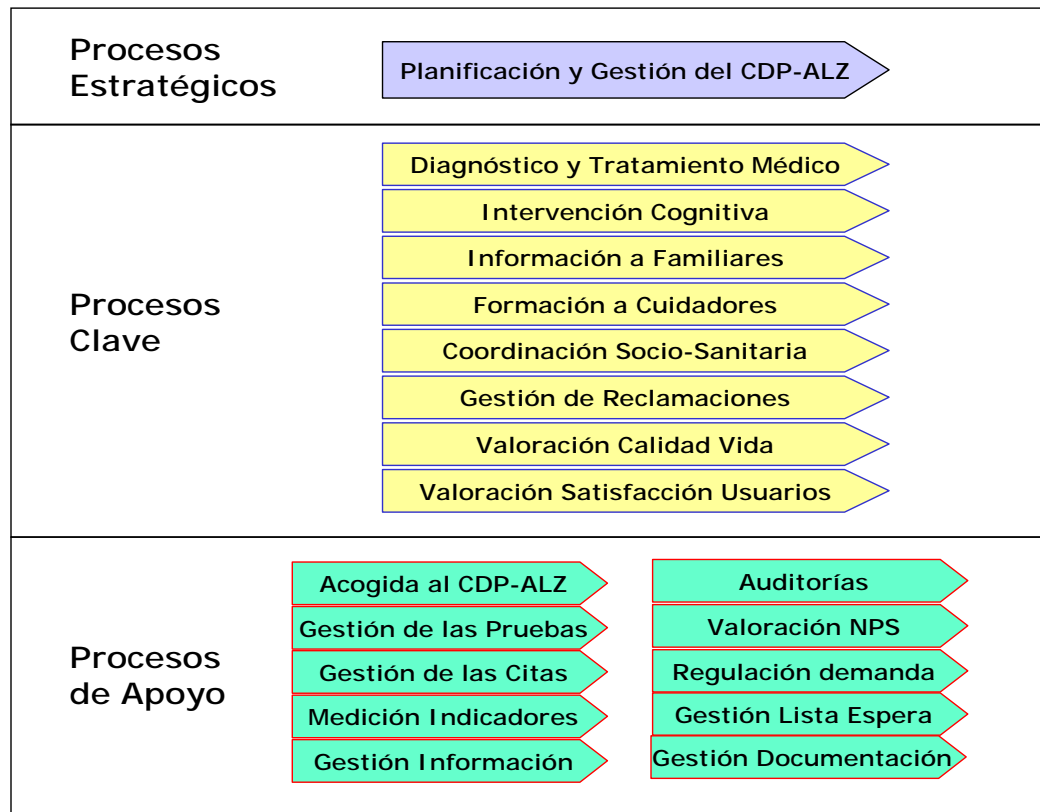 Procesos
Estratégicos
Planificación y Gestión del CDP-ALZ
Procesos
Clave
Diagnóstico y Tratamiento Médico
Intervención Cognitiva
Información a Familiares
Formación a Cuidadores
Coordinación Socio-Sanitaria
Gestión de Reclamaciones
Valoración Calidad Vida
Valoración Satisfacción Usuarios
Procesos
de Apoyo
Acogida al CDP-ALZ
Gestión de las Pruebas
Gestión de las Citas
Medición Indicadores
Gestión Información
Auditorías
Valoración NPS
Regulación demanda
Gestión Lista Espera
Gestión Documentación